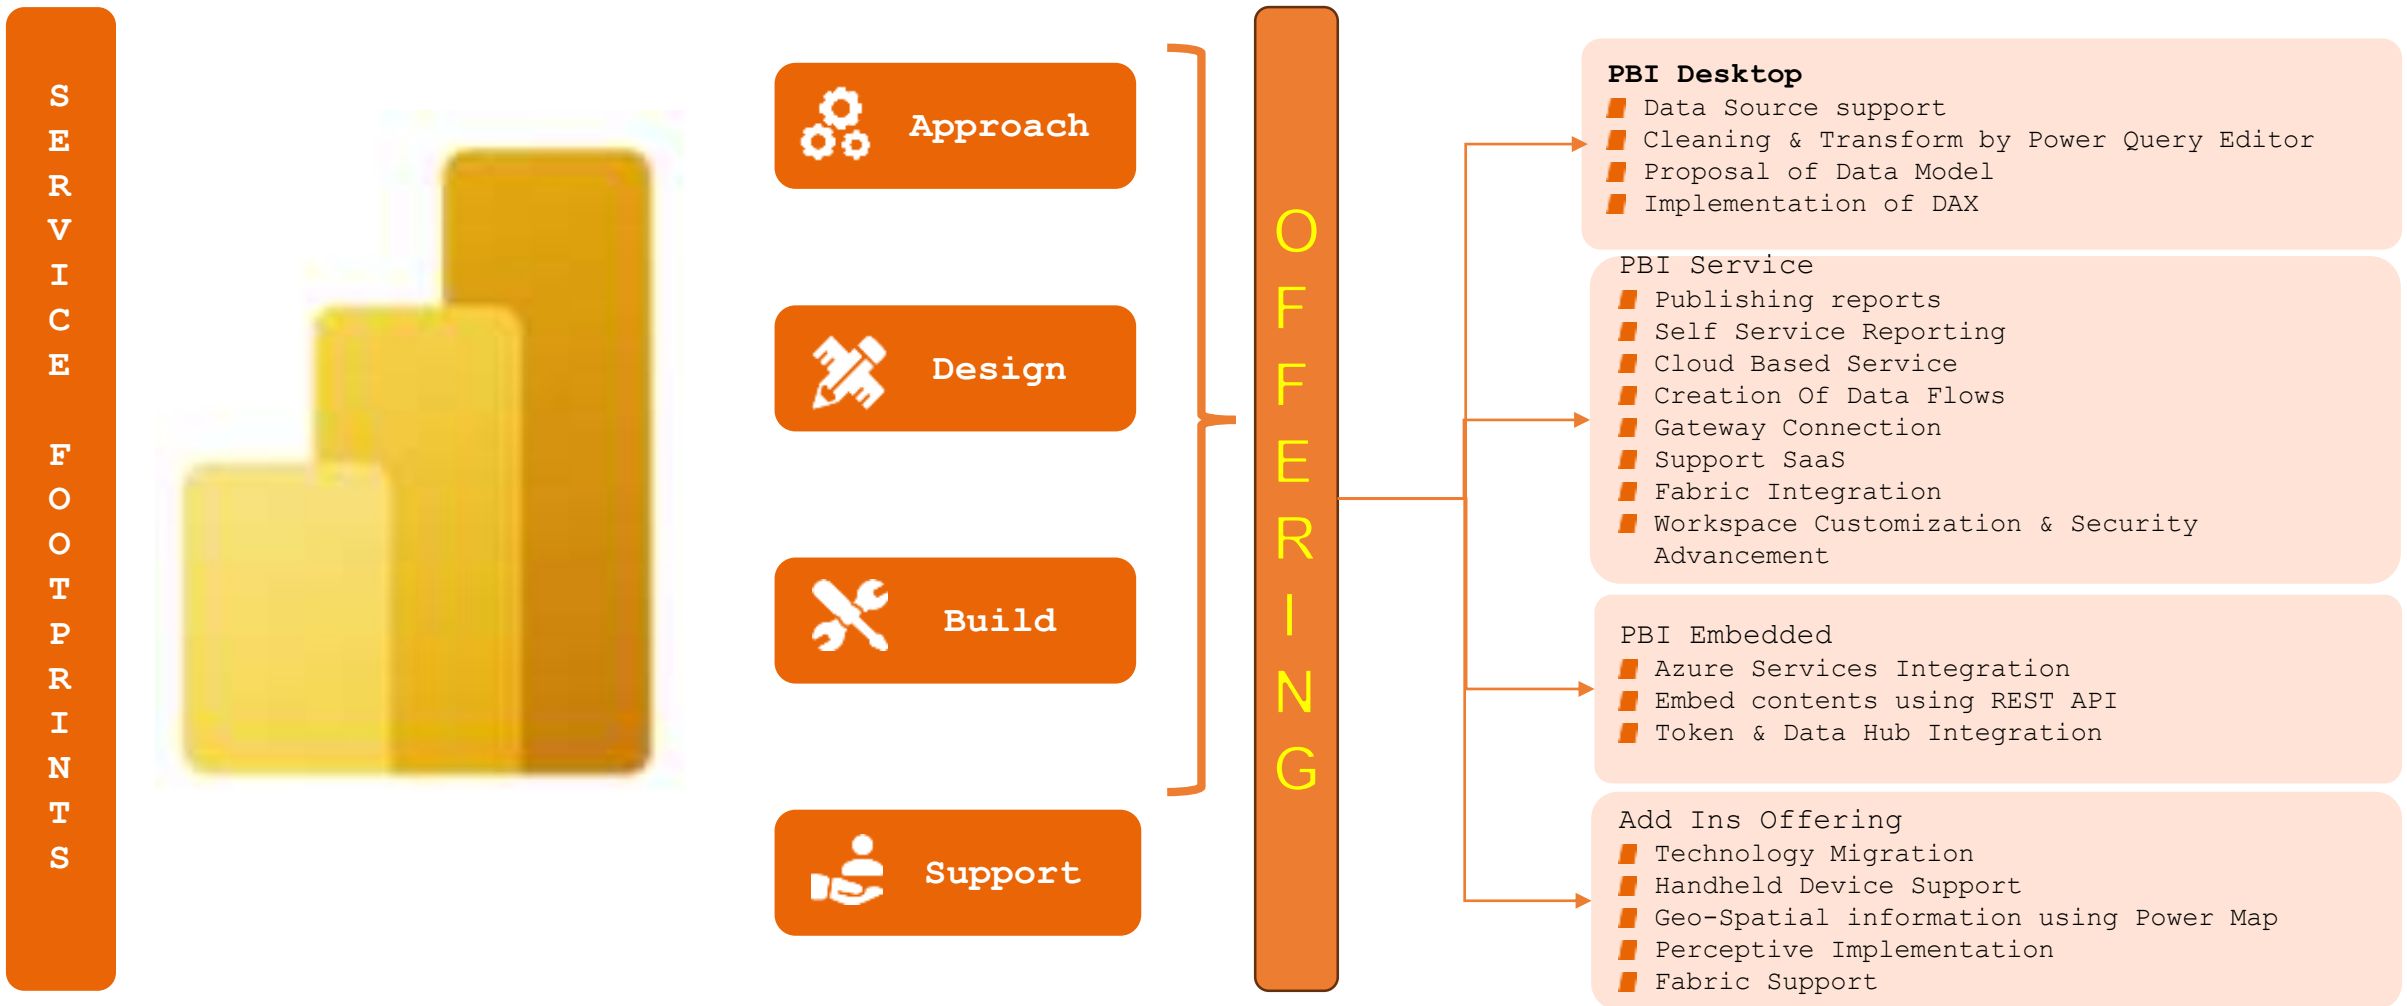 SERVICE FOOTPRINTS
Approach
Design
Build
Support
OFFERING
PBI Desktop
Data Source support
Cleaning & Transform by Power Query Editor
Proposal of Data Model
Implementation of DAX
PBI Service
Publishing reports
Self Service Reporting
Cloud Based Service
Creation Of Data Flows
Gateway Connection
Support SaaS
Fabric Integration
Workspace Customization & Security
Advancement
PBI Embedded
Azure Services Integration
Embed contents using REST API
Token & Data Hub Integration
Add Ins Offering
Technology Migration
Handheld Device Support
Geo-Spatial information using Power Map
Perceptive Implementation
Fabric Support